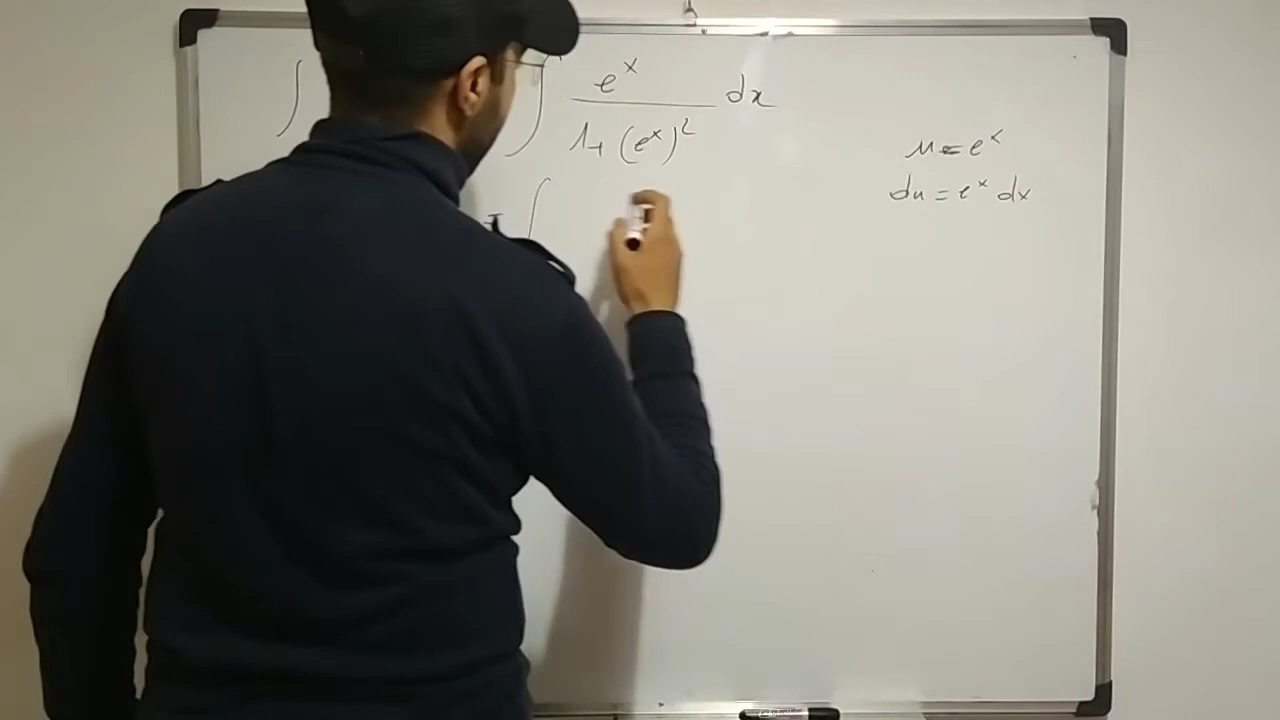 ∫ ∫ e^x / 1+(e^x)^2 dx
u = e^x
du = e^x dx
= ∫